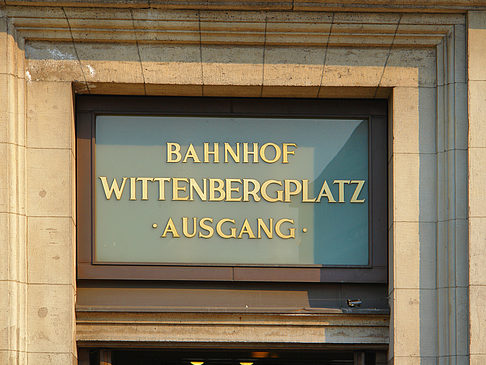 BAHNHOF
WITTENBERGPLATZ
· AUSGANG ·